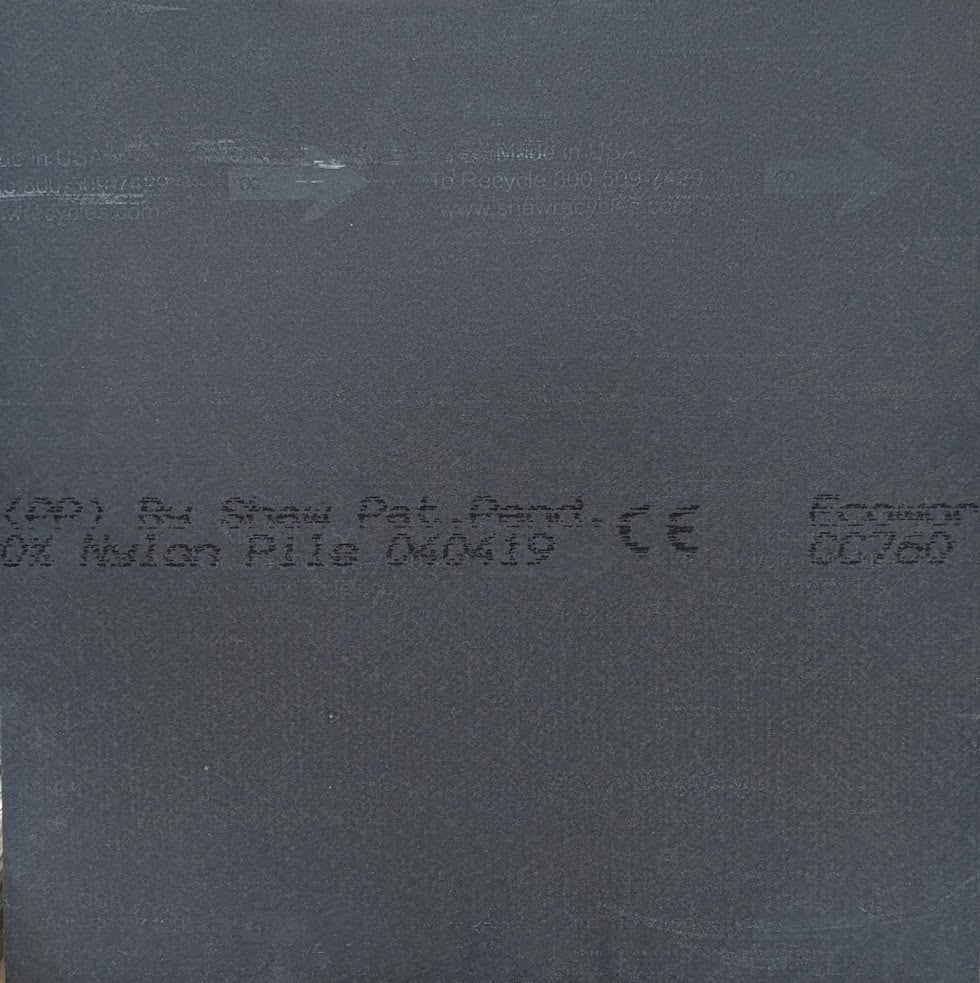 Made in USA
To Recycle 800-509-7429
www.shawrecycles.com
(PP) By Shaw Pat. Pend. CE
0% Nylon Pile 040419
CC760